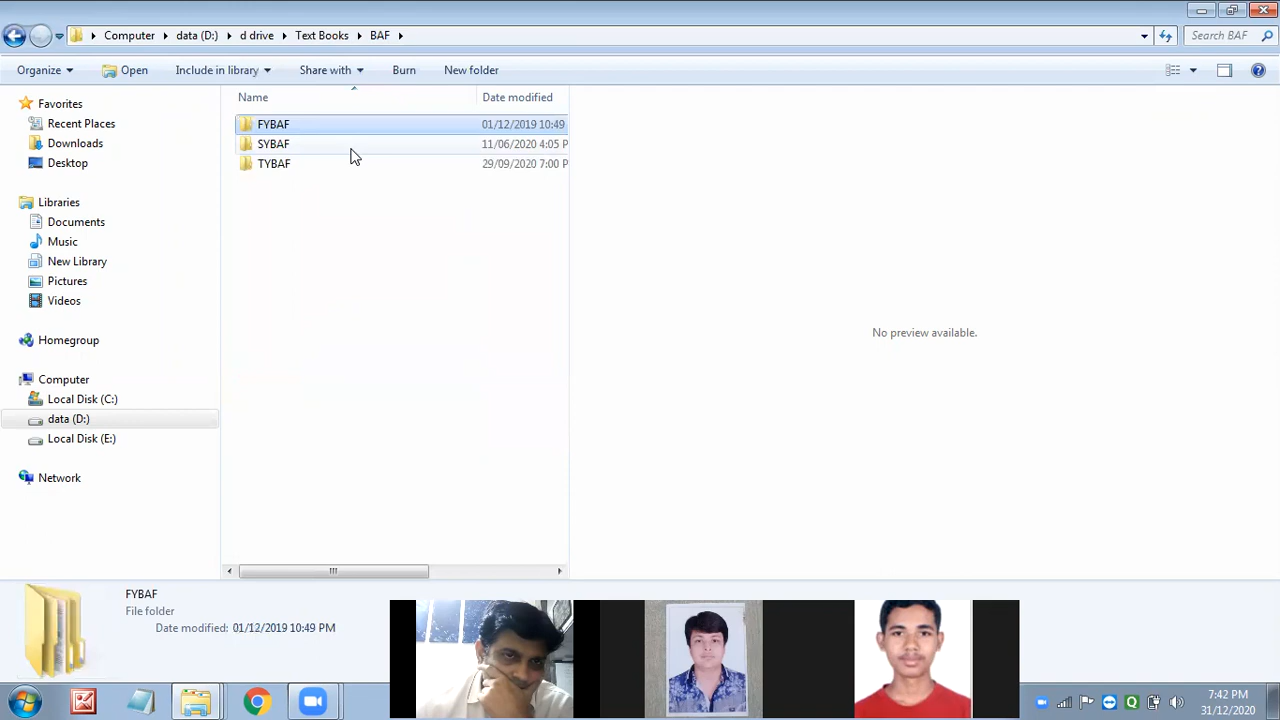 Computer data (D:) d drive Text Books BAF
Search BAF
Organize Open Include in library Share with Burn New folder
Name Date modified
FYBAF 01/12/2019 10:49
SYBAF 11/06/2020 4:05 P
TYBAF 29/09/2020 7:00 P
Favorites
Recent Places
Downloads
Desktop
Libraries
Documents
Music
New Library
Pictures
Videos
Homegroup
Computer
Local Disk (C:)
data (D:)
Local Disk (E:)
Network
No preview available.
FYBAF
File folder
Date modified: 01/12/2019 10:49 PM
7:42 PM
31/12/2020